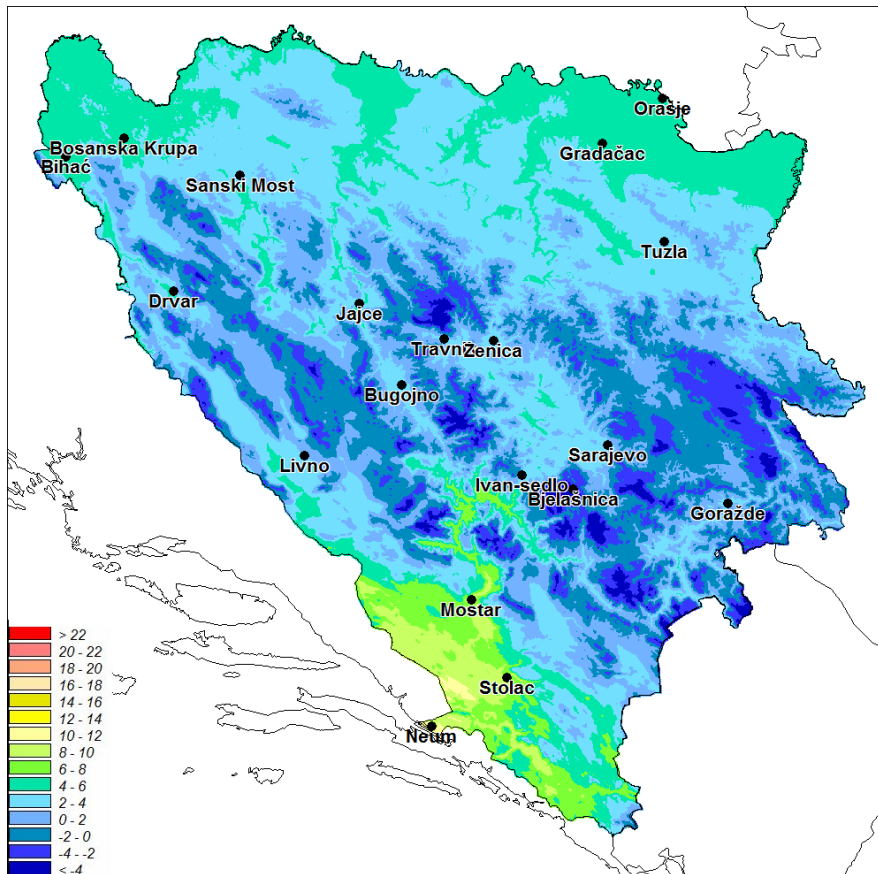 Orašje
Bosanska Krupa
Gradačac
Bihać
Sanski Most
Tuzla
Drvar
Jajce
Travnik
Zenica
Bugojno
Sarajevo
Livno
Ivan-sedlo
Bjelašnica
Goražde
Mostar
Stolac
Neum
> 22
20 - 22
18 - 20
16 - 18
14 - 16
12 - 14
10 - 12
8 - 10
6 - 8
4 - 6
2 - 4
0 - 2
-2 - 0
-4 - -2
< -4